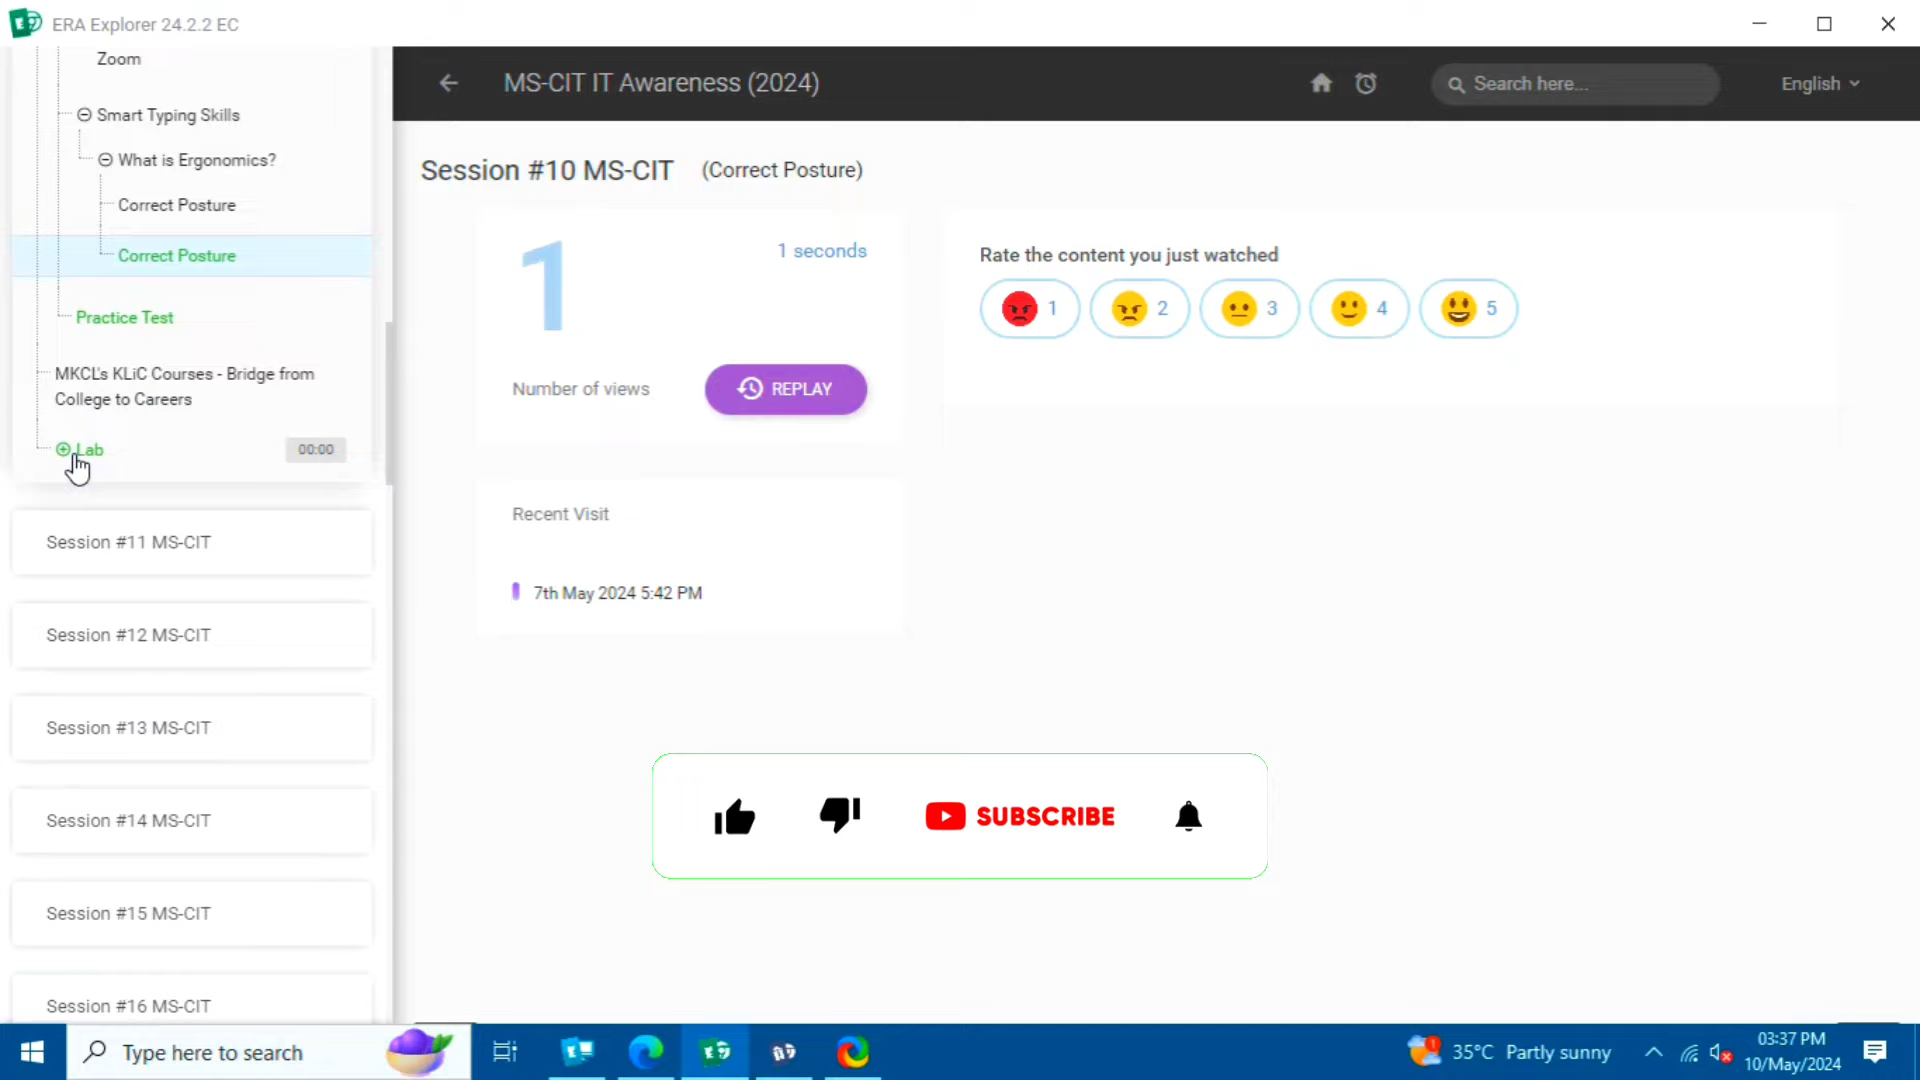 ERA Explorer 24.2.2 EC
Zoom
Smart Typing Skills
What is Ergonomics?
Correct Posture
Correct Posture
Practice Test
MKCL's KLiC Courses - Bridge from
College to Careers
Lab
00:00
Session #11 MS-CIT
Session #12 MS-CIT
Session #13 MS-CIT
Session #14 MS-CIT
Session #15 MS-CIT
Session #16 MS-CIT
MS-CIT IT Awareness (2024)
Search here...
English
Session #10 MS-CIT (Correct Posture)
1
1 seconds
Number of views
REPLAY
Rate the content you just watched
1 2 3 4 5
Recent Visit
7th May 2024 5:42 PM
SUBSCRIBE
Type here to search
35°C Partly sunny
03:37 PM
10/May/2024